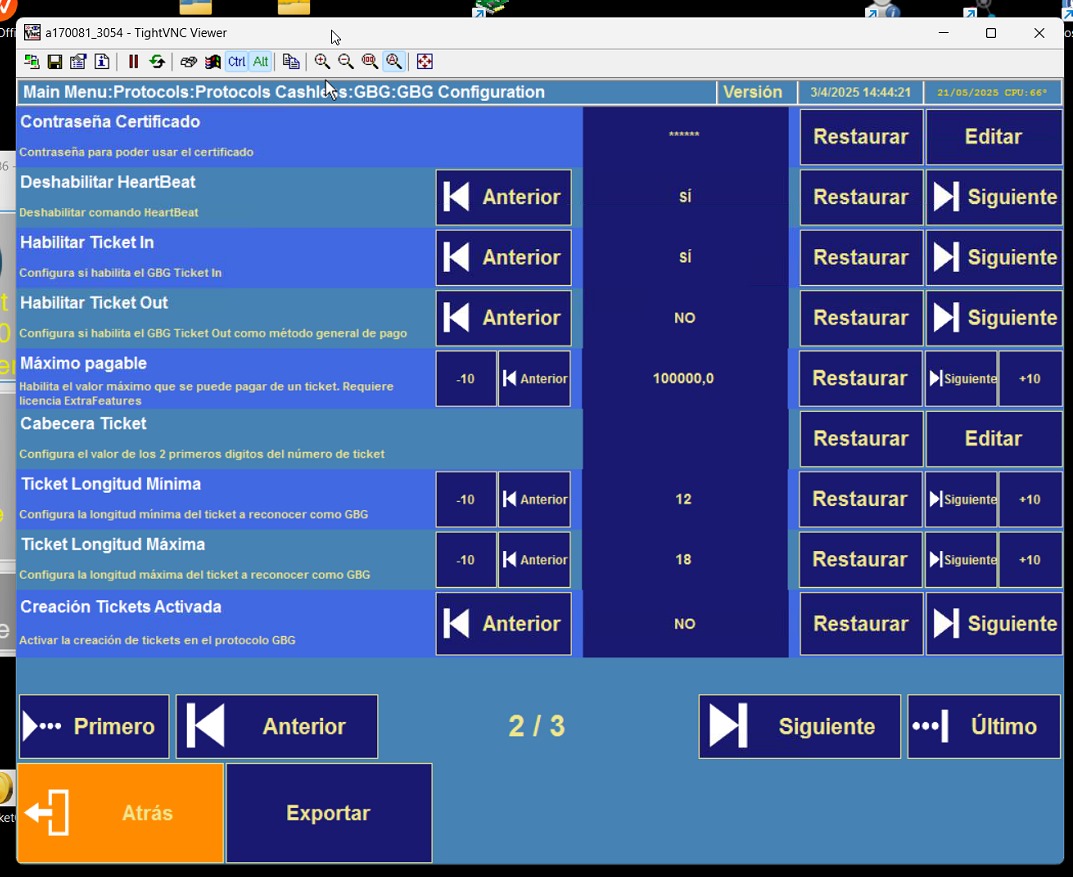 a170081_3054 - TightVNC Viewer
Ctrl Alt
Main Menu:Protocols:Protocols Cashless:GBG:GBG Configuration
Versión
3/4/2025 14:44:21
21/05/2025 CPU:66°
Contraseña Certificado
Contraseña para poder usar el certificado
******
Restaurar
Editar
Deshabilitar HeartBeat
Deshabilitar comando HeartBeat
Anterior
SÍ
Restaurar
Siguiente
Habilitar Ticket In
Configura si habilita el GBG Ticket In
Anterior
SÍ
Restaurar
Siguiente
Habilitar Ticket Out
Configura si habilita el GBG Ticket Out como método general de pago
Anterior
NO
Restaurar
Siguiente
Máximo pagable
Habilita el valor máximo que se puede pagar de un ticket. Requiere
licencia ExtraFeatures
-10
Anterior
100000,0
Restaurar
Siguiente
+10
Cabecera Ticket
Configura el valor de los 2 primeros digitos del número de ticket
Restaurar
Editar
Ticket Longitud Mínima
Configura la longitud mínima del ticket a reconocer como GBG
-10
Anterior
12
Restaurar
Siguiente
+10
Ticket Longitud Máxima
Configura la longitud máxima del ticket a reconocer como GBG
-10
Anterior
18
Restaurar
Siguiente
+10
Creación Tickets Activada
Activar la creación de tickets en el protocolo GBG
Anterior
NO
Restaurar
Siguiente
Primero
Anterior
2 / 3
Siguiente
Último
Atrás
Exportar